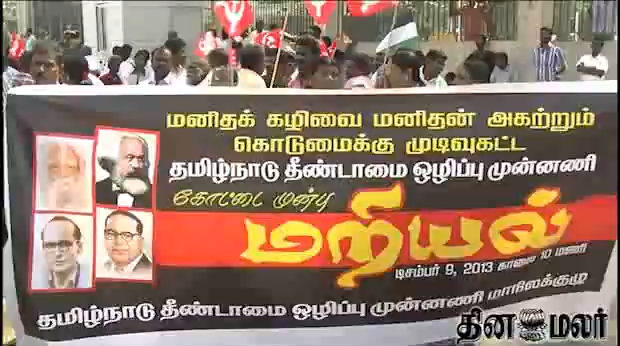 மனிதக் கழிவை மனிதன் அகற்றும்
கொடுமைக்கு முடிவுகட்ட
தமிழ்நாடு தீண்டாமை ஒழிப்பு முன்னணி
கோட்டை முன்பு
மறியல்
டிசம்பர் 9, 2013 காலை 10 மணி
தமிழ்நாடு தீண்டாமை ஒழிப்பு முன்னணி மாநிலக்குழு
தினமலர்